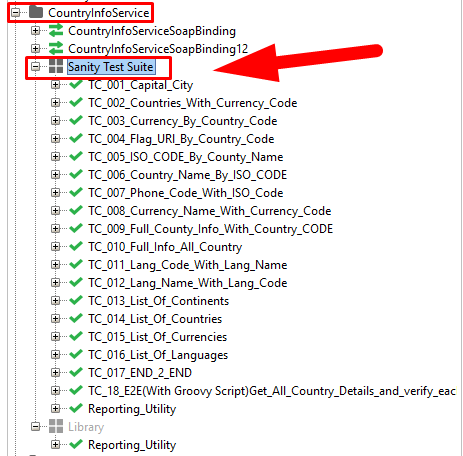 CountryInfoService
CountryInfoServiceSoapBinding
CountryInfoServiceSoapBinding12
Sanity Test Suite
TC_001_Capital_City
TC_002_Countries_With_Currency_Code
TC_003_Currency_By_Country_Code
TC_004_Flag_URI_By_Country_Code
TC_005_ISO_CODE_By_County_Name
TC_006_Country_Name_By_ISO_CODE
TC_007_Phone_Code_With_ISO_Code
TC_008_Currency_Name_With_Currency_Code
TC_009_Full_County_Info_With_Country_CODE
TC_010_Full_Info_All_Country
TC_011_Lang_Code_With_Lang_Name
TC_012_Lang_Name_With_Lang_Code
TC_013_List_Of_Continents
TC_014_List_Of_Countries
TC_015_List_Of_Currencies
TC_016_List_Of_Languages
TC_017_END_2_END
TC_18_E2E(With Groovy Script)Get_All_Country_Details_and_verify_eac
Reporting_Utility
Library
Reporting_Utility